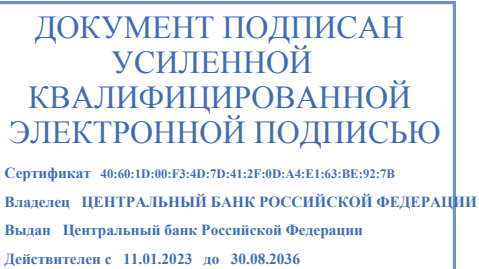 ДОКУМЕНТ ПОДПИСАН
УСИЛЕННОЙ
КВАЛИФИЦИРОВАННОЙ
ЭЛЕКТРОННОЙ ПОДПИСЬЮ
Сертификат 40:60:1D:00:F3:4D:7D:41:2F:0D:A4:E1:63:BE:92:7B
Владелец ЦЕНТРАЛЬНЫЙ БАНК РОССИЙСКОЙ ФЕДЕРАЦИИ
Выдан Центральный банк Российской Федерации
Действителен с 11.01.2023 до 30.08.2036